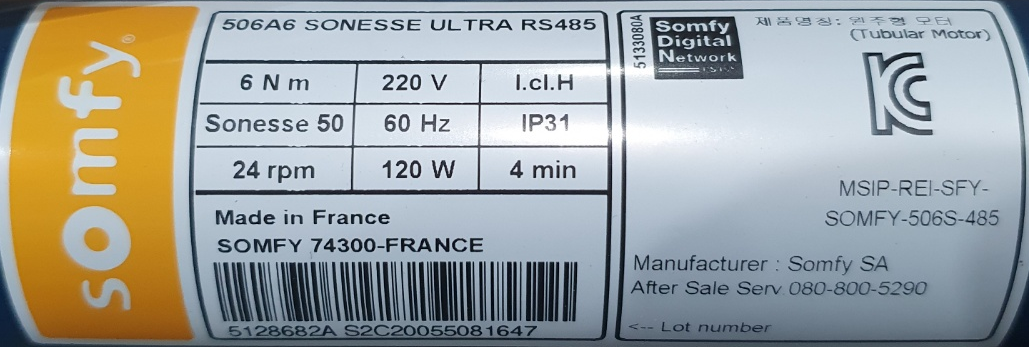 somfy®
506A6 SONESSE ULTRA RS485
6 N m 220 V I.cl.H
Sonesse 50 60 Hz IP31
24 rpm 120 W 4 min
Made in France
SOMFY 74300-FRANCE
5128682A S2C20055081647
5133080A
Somfy
Digital
Network
제품명칭: 원주형 모터
(Tubular Motor)
KC
MSIP-REI-SFY-
SOMFY-506S-485
Manufacturer : Somfy SA
After Sale Serv. 080-800-5290
<-- Lot number